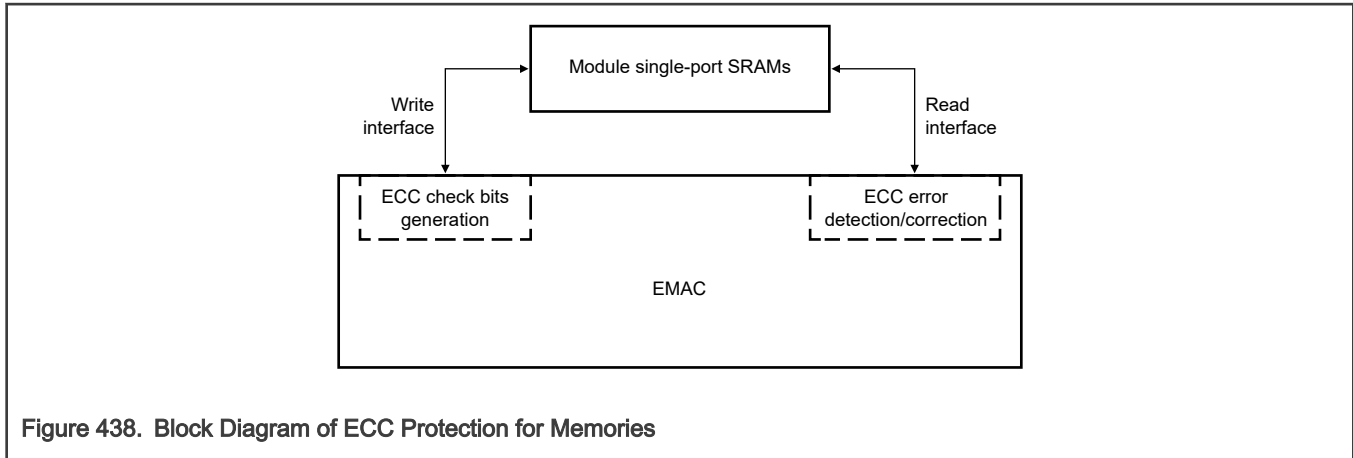 Module single-port SRAMs
Write
interface
Read
interface
ECC check bits
generation
ECC error
detection/correction
EMAC
Figure 438. Block Diagram of ECC Protection for Memories